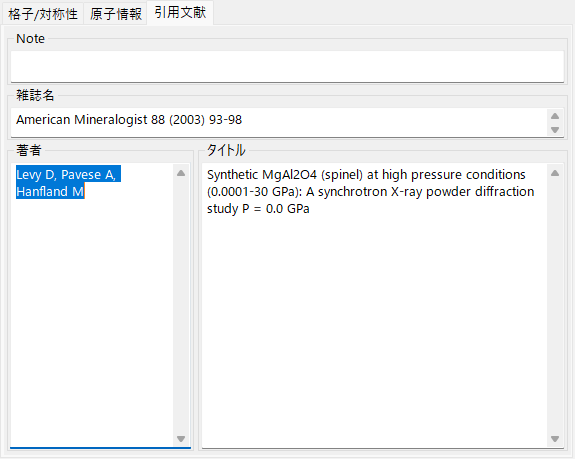 格子/対称性 原子情報 引用文献
Note
雑誌名
American Mineralogist 88 (2003) 93-98
著者
Levy D, Pavese A,
Hanfland M
タイトル
Synthetic MgAl2O4 (spinel) at high pressure conditions
(0.0001-30 GPa): A synchrotron X-ray powder diffraction
study P = 0.0 GPa